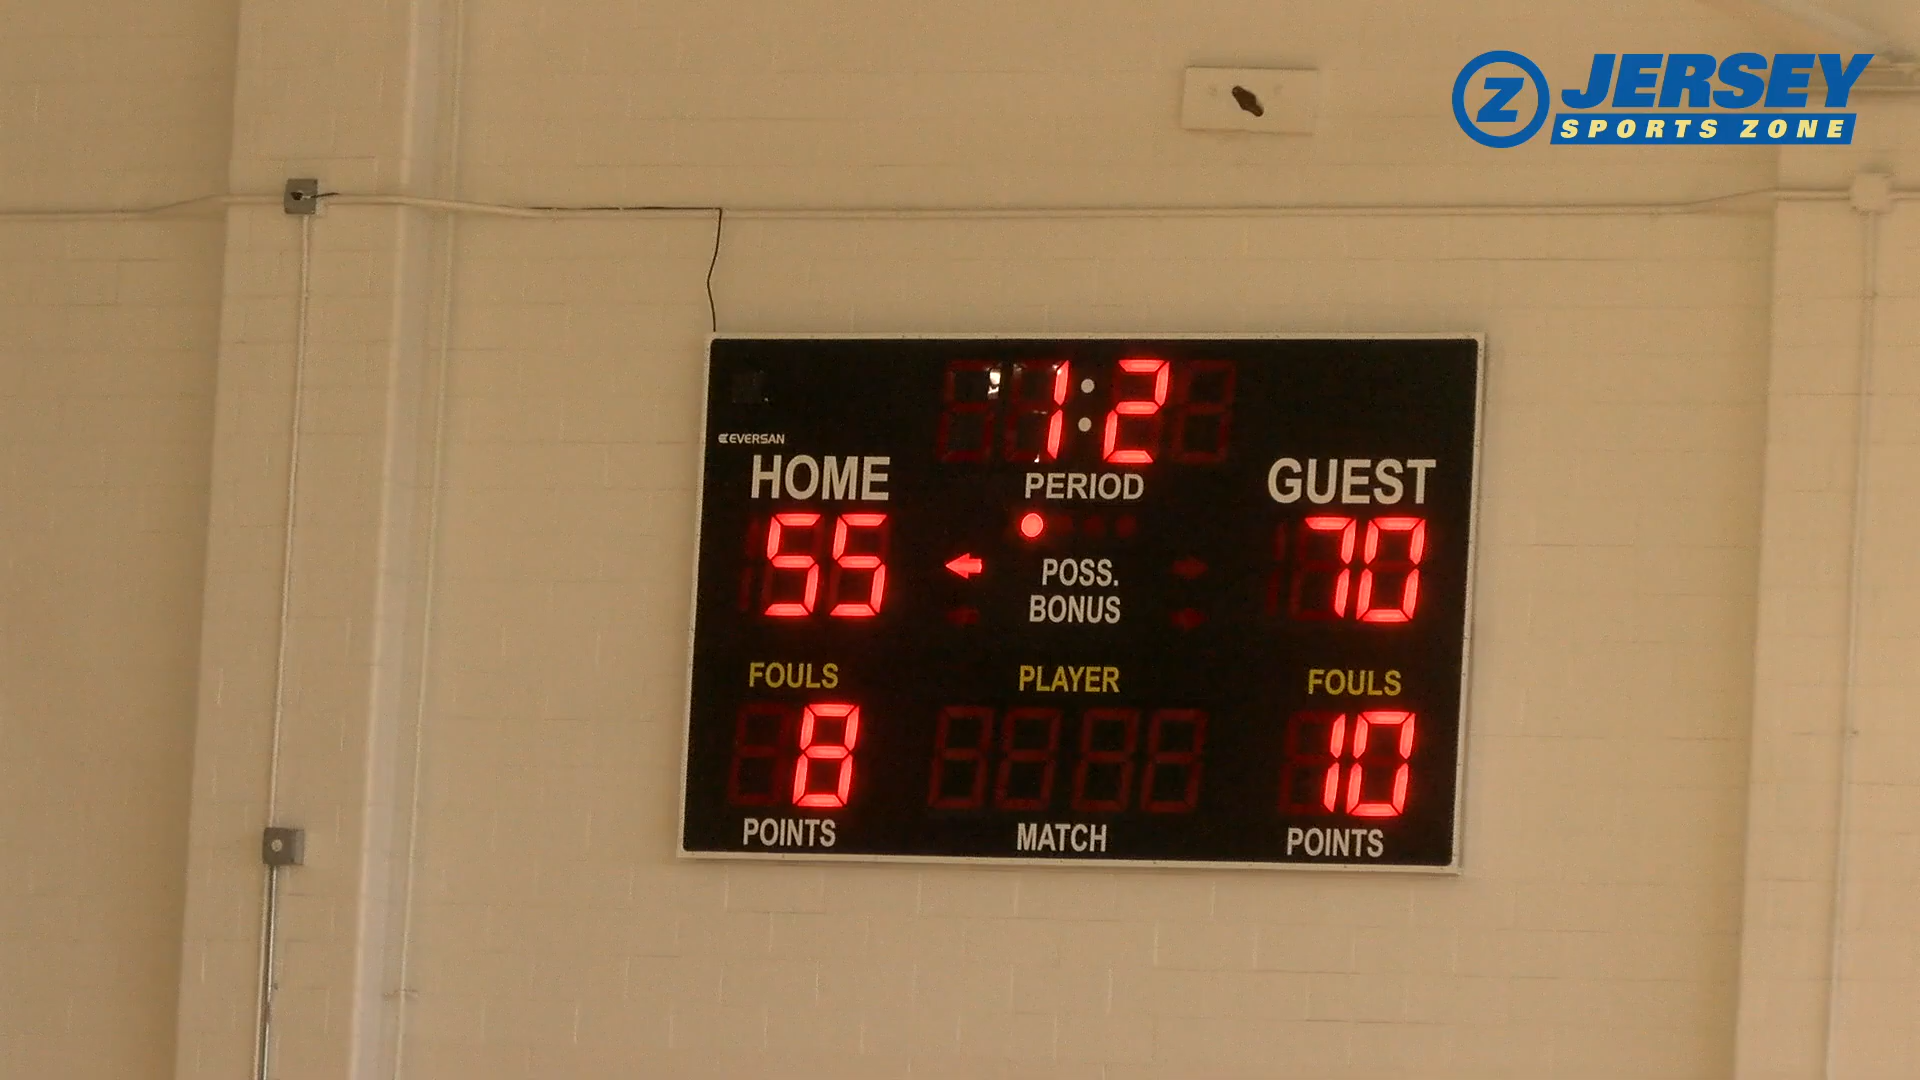 Z JERSEY
SPORTS ZONE
1:2
EVERSAN
HOME PERIOD GUEST
55 70
POSS.
BONUS
FOULS PLAYER FOULS
8 10
POINTS MATCH POINTS